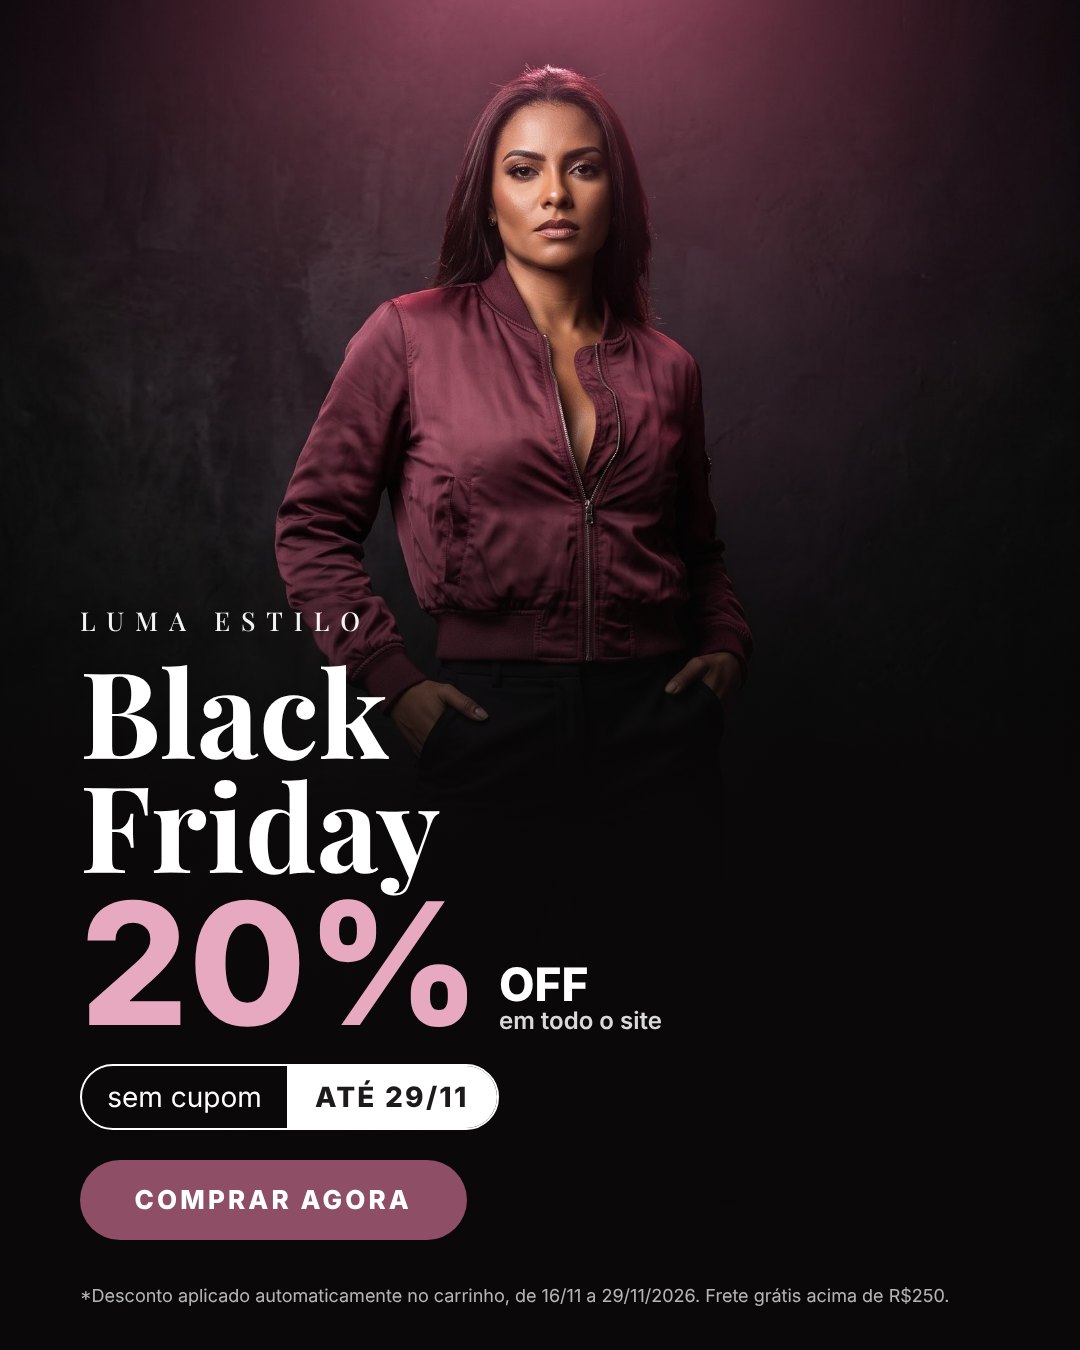 LUMA ESTILO
Black
Friday
20%
OFF
em todo o site
sem cupom
ATÉ 29/11
COMPRAR AGORA
*Desconto aplicado automaticamente no carrinho, de 16/11 a 29/11/2026. Frete grátis acima de R$250.